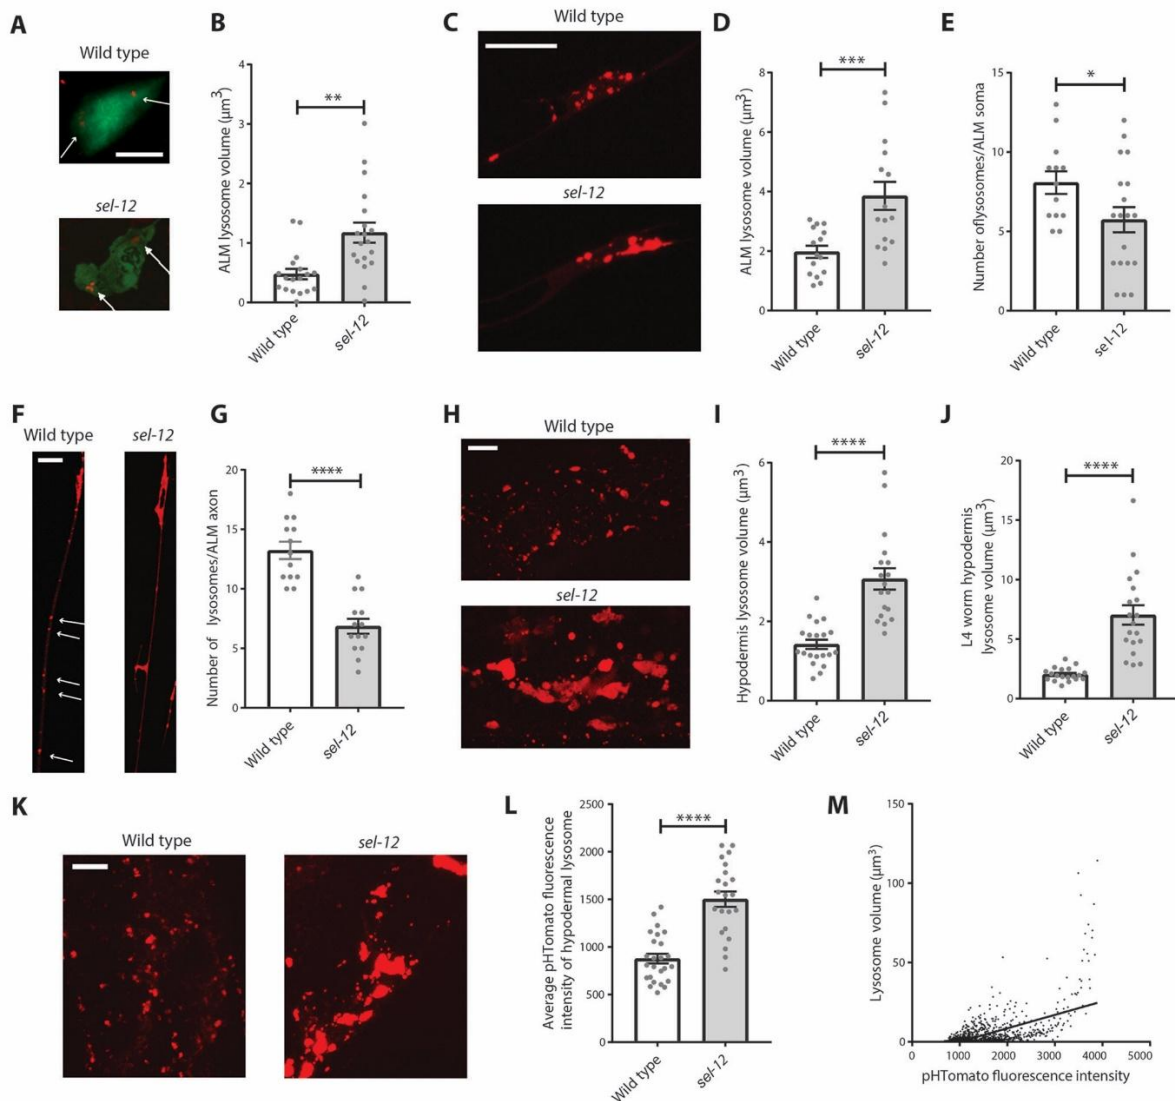 A
Wild type
sel-12
B
ALM lysosome volume (µm³)
4
3
2
1
0
**
Wild type
sel-12
C
Wild type
sel-12
D
ALM lysosome volume (µm³)
8
6
4
2
0
***
Wild type
sel-12
E
Number oflysosomes/ALM soma
15
10
5
0
*
Wild type
sel-12
F
Wild type
sel-12
G
Number of lysosomes/ALM axon
20
15
10
5
0
****
Wild type
sel-12
H
Wild type
sel-12
I
Hypodermis lysosome volume (µm³)
6
4
2
0
****
Wild type
sel-12
J
L4 worm hypodermis
lysosome volume (µm³)
20
15
10
5
0
****
Wild type
sel-12
K
Wild type
sel-12
L
Average pHTomato fluorescence
intensity of hypodermal lysosome
2500
2000
1500
1000
500
0
****
Wild type
sel-12
M
Lysosome volume (µm³)
150
100
50
0
0 1000 2000 3000 4000 5000
pHTomato fluorescence intensity